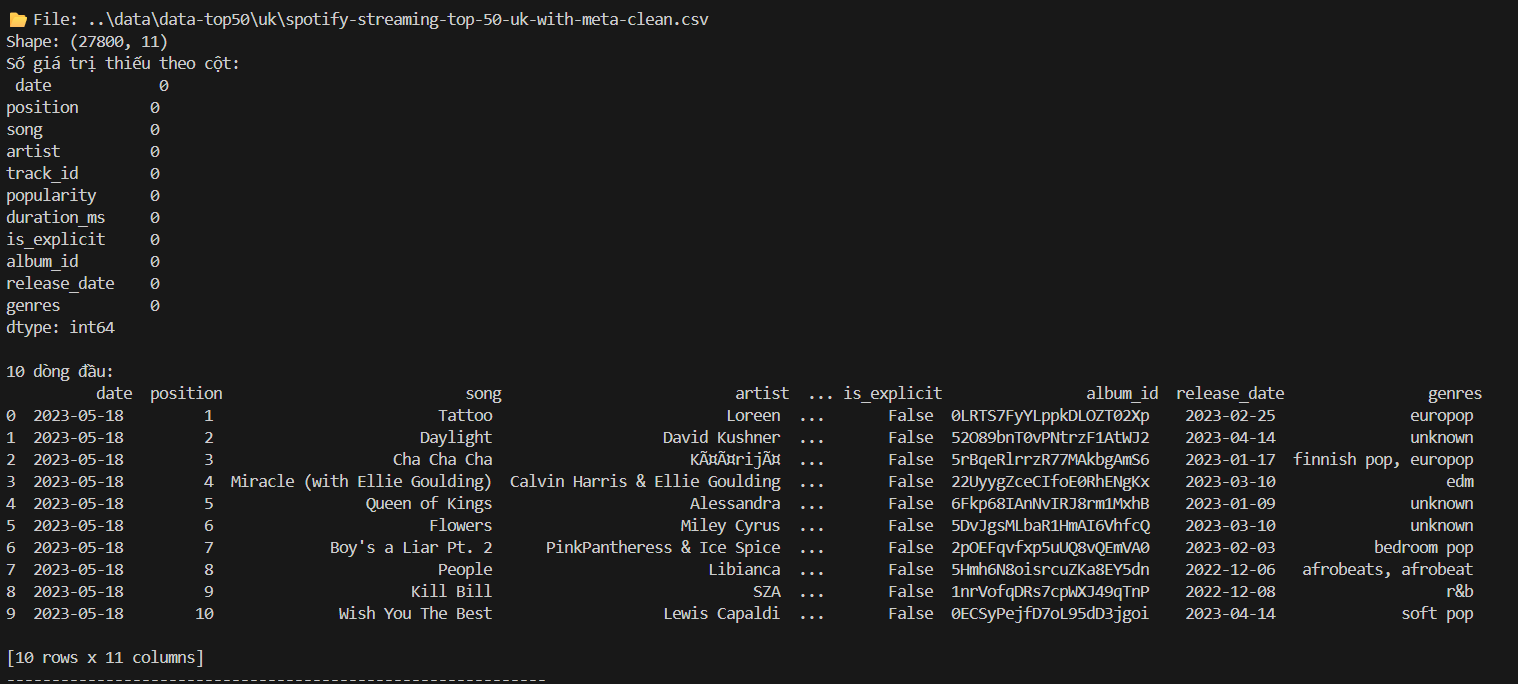 📂 File: ..\data\data-top50\uk\spotify-streaming-top-50-uk-with-meta-clean.csv
Shape: (27800, 11)
Số giá trị thiếu theo cột:
 date            0
position        0
song            0
artist          0
track_id        0
popularity      0
duration_ms     0
is_explicit     0
album_id        0
release_date    0
genres          0
dtype: int64

10 dòng đầu:
          date  position                        song                         artist  ... is_explicit                album_id  release_date                genres
0  2023-05-18         1                      Tattoo                         Loreen  ...       False  0LRTS7FyYLppkDLOZT02Xp    2023-02-25               europop
1  2023-05-18         2                    Daylight                  David Kushner  ...       False  52O89bnT0vPNtrzF1AtWJ2    2023-04-14               unknown
2  2023-05-18         3                 Cha Cha Cha                      KÃ¤Ã¤rijÃ¤  ...       False  5rBqeRlrrzR77MAkbgAmS6    2023-01-17  finnish pop, europop
3  2023-05-18         4  Miracle (with Ellie Goulding)  Calvin Harris & Ellie Goulding  ...       False  22UyygZceCIfoE0RhENgKx    2023-03-10                   edm
4  2023-05-18         5              Queen of Kings                     Alessandra  ...       False  6Fkp68IAnNvIRJ8rm1MxhB    2023-01-09               unknown
5  2023-05-18         6                     Flowers                    Miley Cyrus  ...       False  5DvJgsMLbaR1HmAI6VhfcQ    2023-03-10               unknown
6  2023-05-18         7           Boy's a Liar Pt. 2       PinkPantheress & Ice Spice  ...       False  2pOEFqvfxp5uUQ8vQEmVA0    2023-02-03           bedroom pop
7  2023-05-18         8                      People                       Libianca  ...       False  5Hmh6N8oisrcuZKa8EY5dn    2022-12-06   afrobeats, afrobeat
8  2023-05-18         9                   Kill Bill                            SZA  ...       False  1nrVofqDRs7cpWXJ49qTnP    2022-12-08                   r&b
9  2023-05-18        10           Wish You The Best                  Lewis Capaldi  ...       False  0ECSyPejfD7oL95dD3jgoi    2023-04-14              soft pop

[10 rows x 11 columns]
------------------------------------------------------------